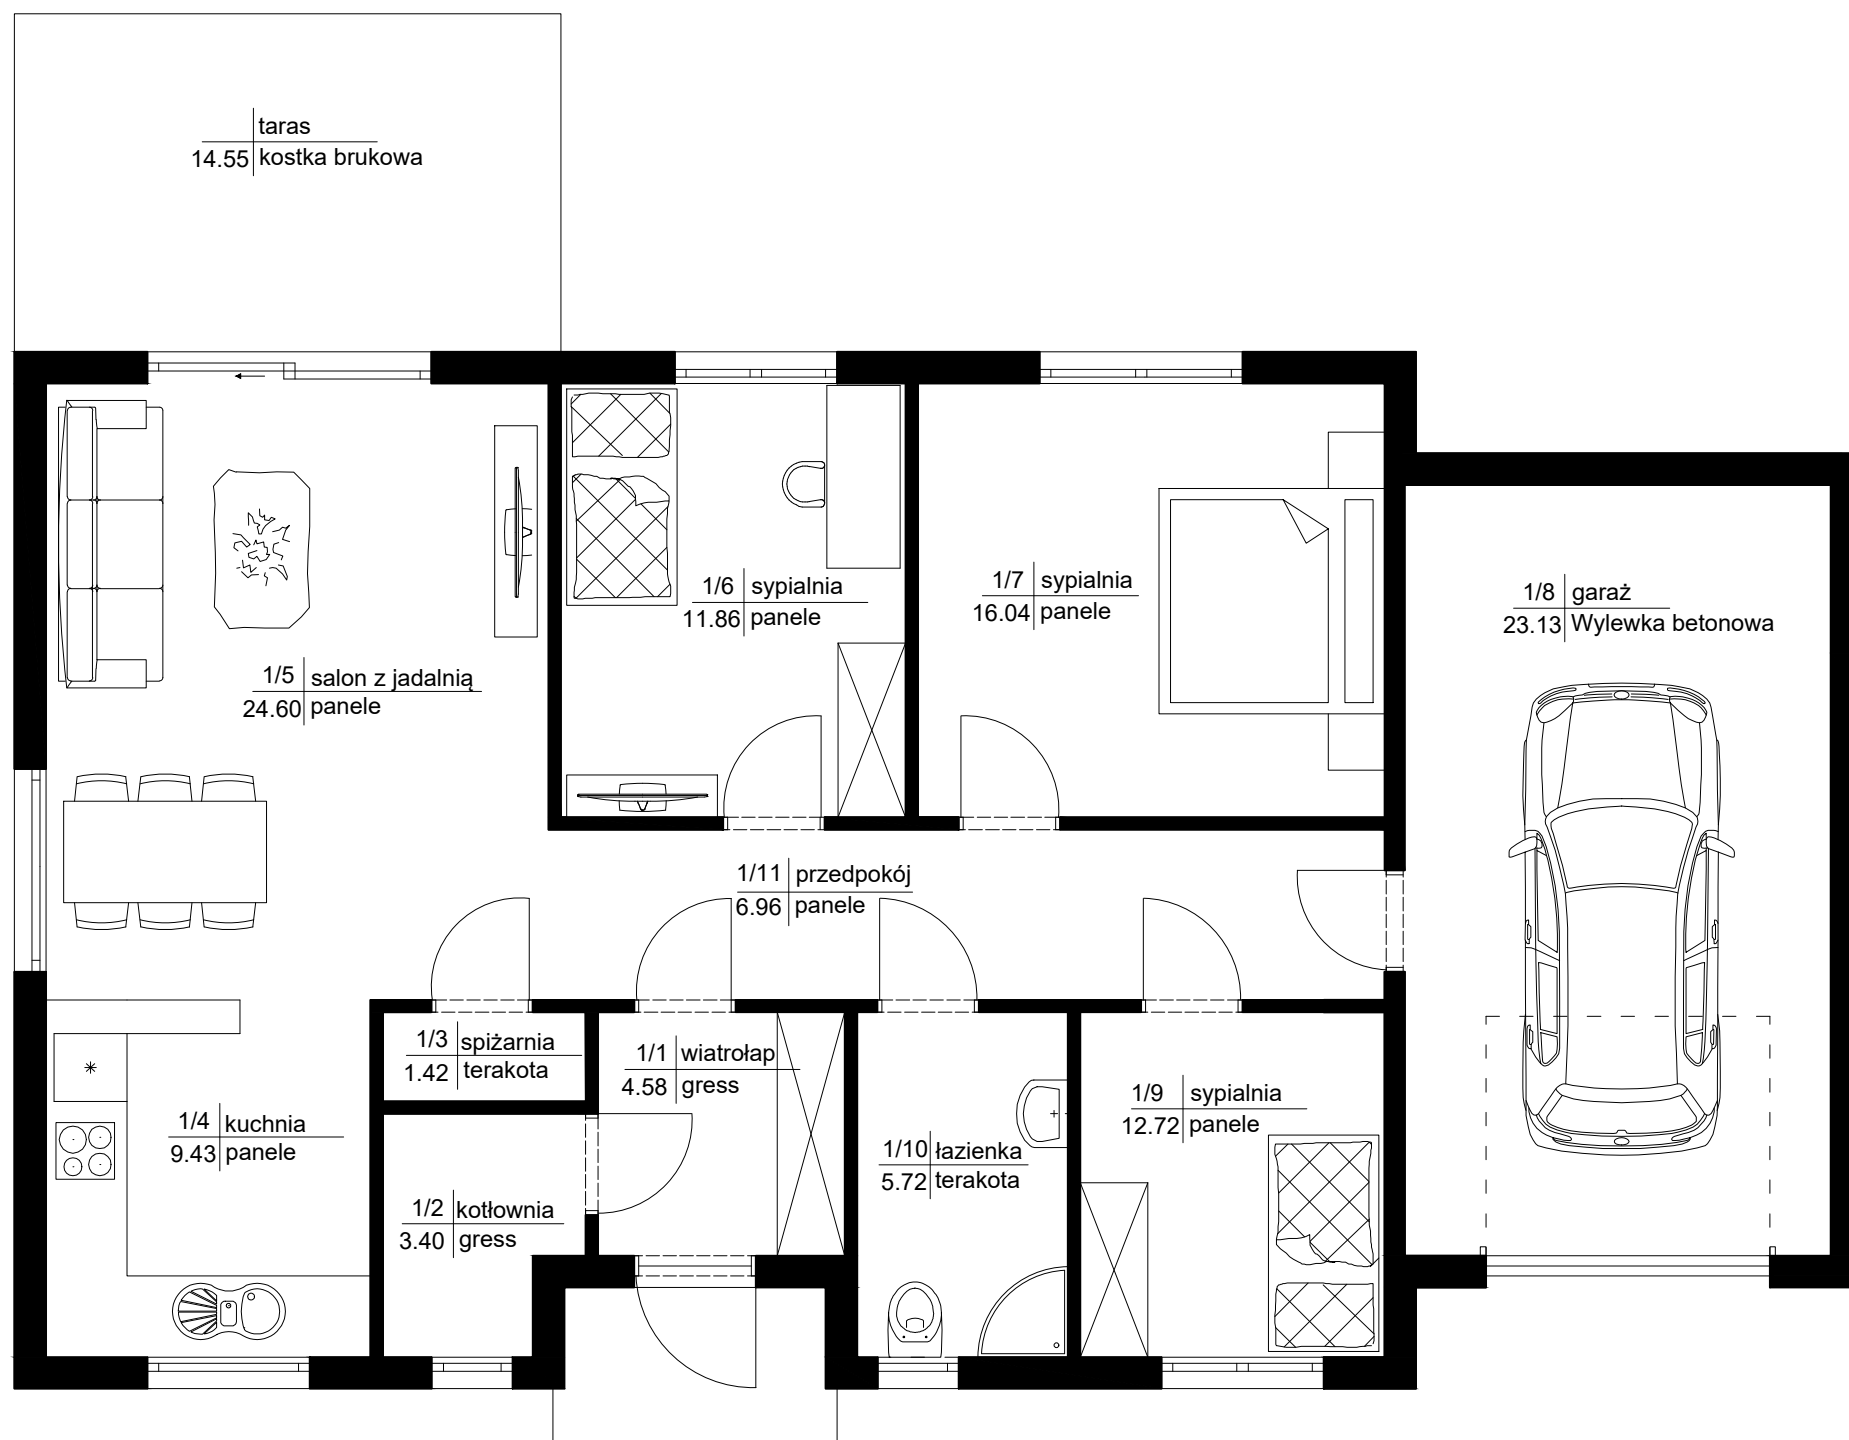 taras
14.55 kostka brukowa
1/6 sypialnia
11.86 panele
1/7 sypialnia
16.04 panele
1/8 garaż
23.13 Wylewka betonowa
1/5 salon z jadalnią
24.60 panele
1/11 przedpokój
6.96 panele
1/3 spiżarnia
1.42 terakota
1/1 wiatrołap
4.58 gress
1/9 sypialnia
12.72 panele
1/4 kuchnia
9.43 panele
1/10 łazienka
5.72 terakota
1/2 kotłownia
3.40 gress